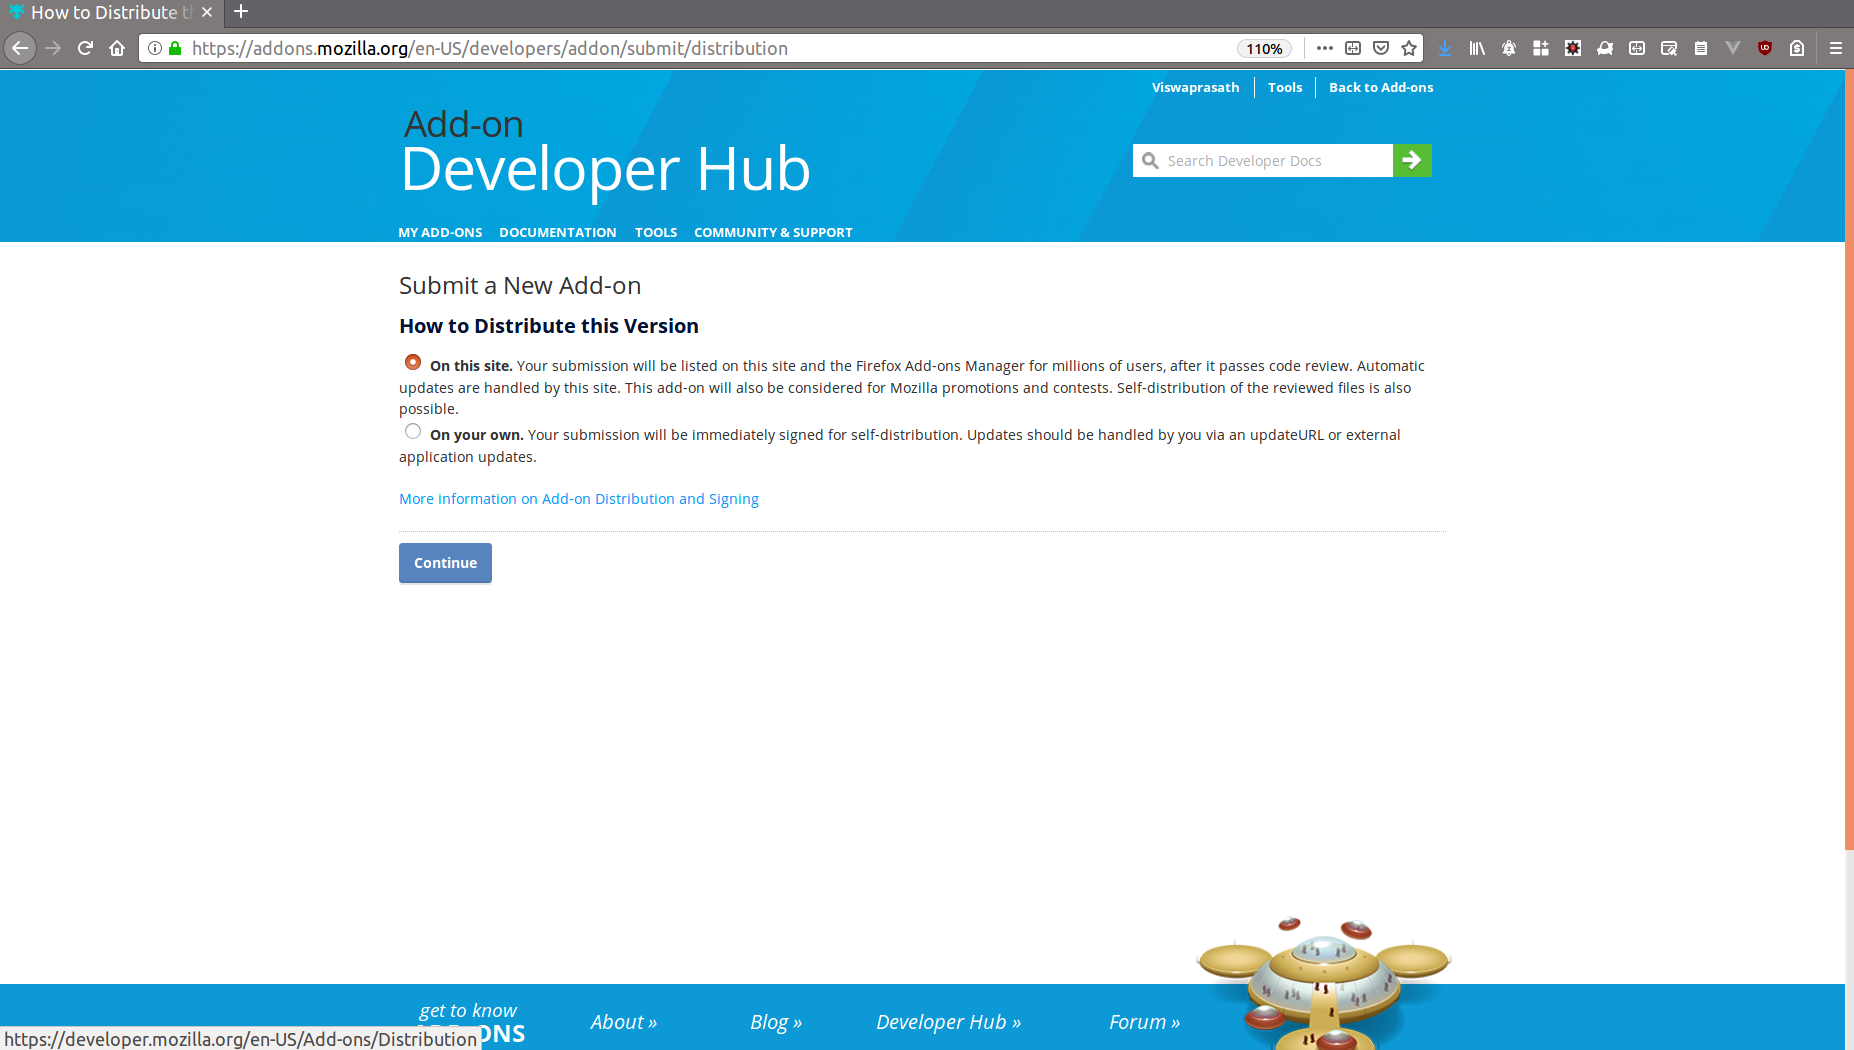 How to Distribute th
https://addons.mozilla.org/en-US/developers/addon/submit/distribution
110%
Viswaprasath
Tools
Back to Add-ons
Add-on
Developer Hub
Search Developer Docs
MY ADD-ONS
DOCUMENTATION
TOOLS
COMMUNITY & SUPPORT
Submit a New Add-on
How to Distribute this Version
On this site. Your submission will be listed on this site and the Firefox Add-ons Manager for millions of users, after it passes code review. Automatic
updates are handled by this site. This add-on will also be considered for Mozilla promotions and contests. Self-distribution of the reviewed files is also
possible.
On your own. Your submission will be immediately signed for self-distribution. Updates should be handled by you via an updateURL or external
application updates.
More information on Add-on Distribution and Signing
Continue
get to know
ONS
About »
Blog »
Developer Hub »
Forum »
https://developer.mozilla.org/en-US/Add-ons/Distribution